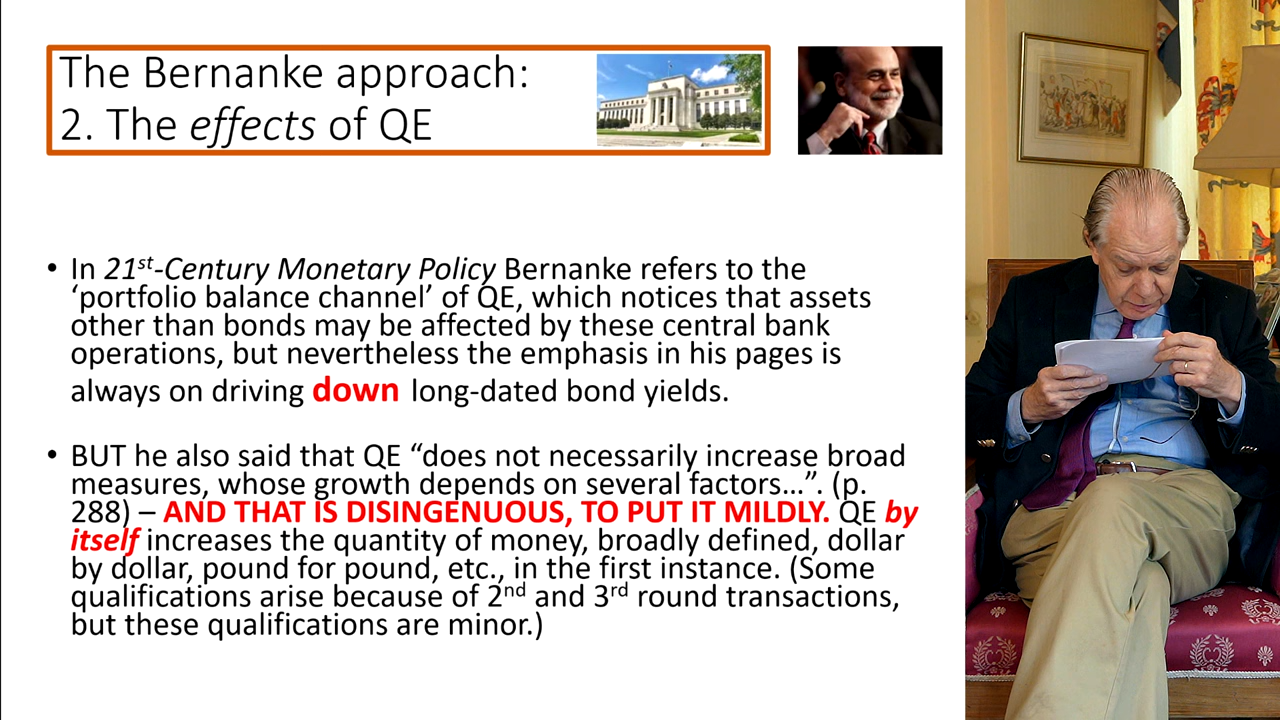 The Bernanke approach:
2. The effects of QE
• In 21st-Century Monetary Policy Bernanke refers to the
‘portfolio balance channel’ of QE, which notices that assets
other than bonds may be affected by these central bank
operations, but nevertheless the emphasis in his pages is
always on driving down long-dated bond yields.
• BUT he also said that QE “does not necessarily increase broad
measures, whose growth depends on several factors…”. (p.
288) – AND THAT IS DISINGENUOUS, TO PUT IT MILDLY. QE by
itself increases the quantity of money, broadly defined, dollar
by dollar, pound for pound, etc., in the first instance. (Some
qualifications arise because of 2nd and 3rd round transactions,
but these qualifications are minor.)